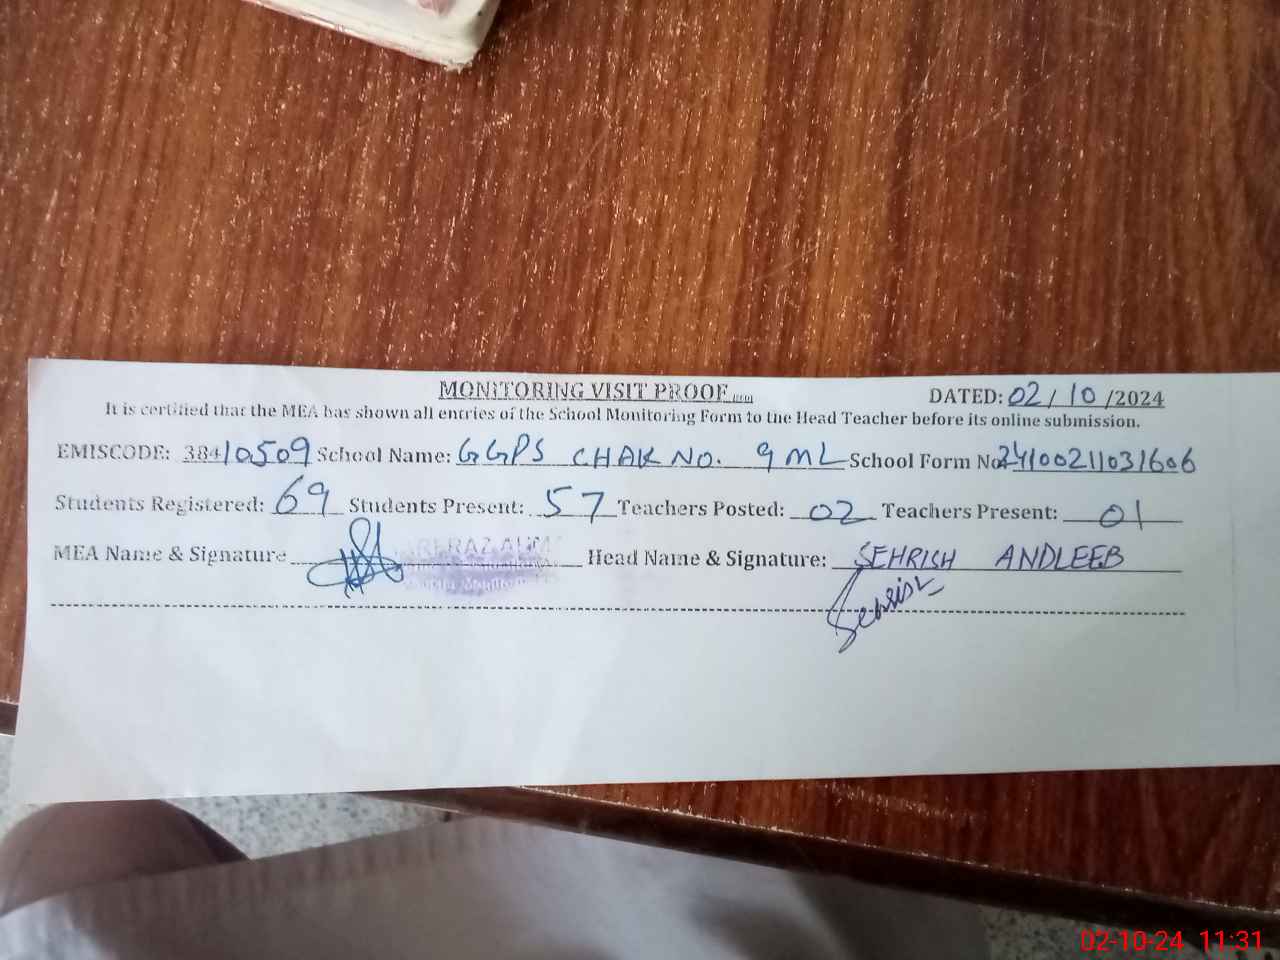 MONITORING VISIT PROOF
DATED: 02/10/2024
It is certified that the MEA has shown all entries of the School Monitoring Form to the Head Teacher before its online submission.
EMISCODE: 38410509 School Name: GGPS CHAK NO. 9 ML School Form No 24100211031606
Students Registered: 69 Students Present: 57 Teachers Posted: 02 Teachers Present: 01
MEA Name & Signature Head Name & Signature: SEHRISH ANDLEEB
02-10-24 11:31